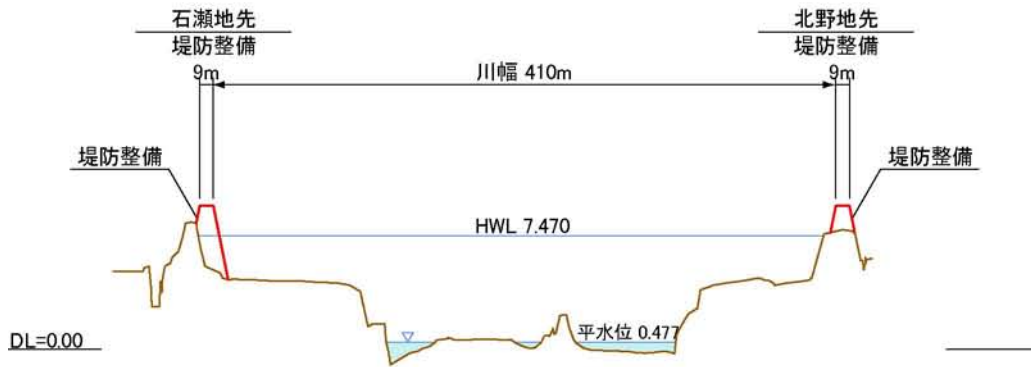 石瀬地先
堤防整備
9m
北野地先
堤防整備
9m
川幅 410m
堤防整備
堤防整備
HWL 7.470
平水位 0.477
DL=0.00